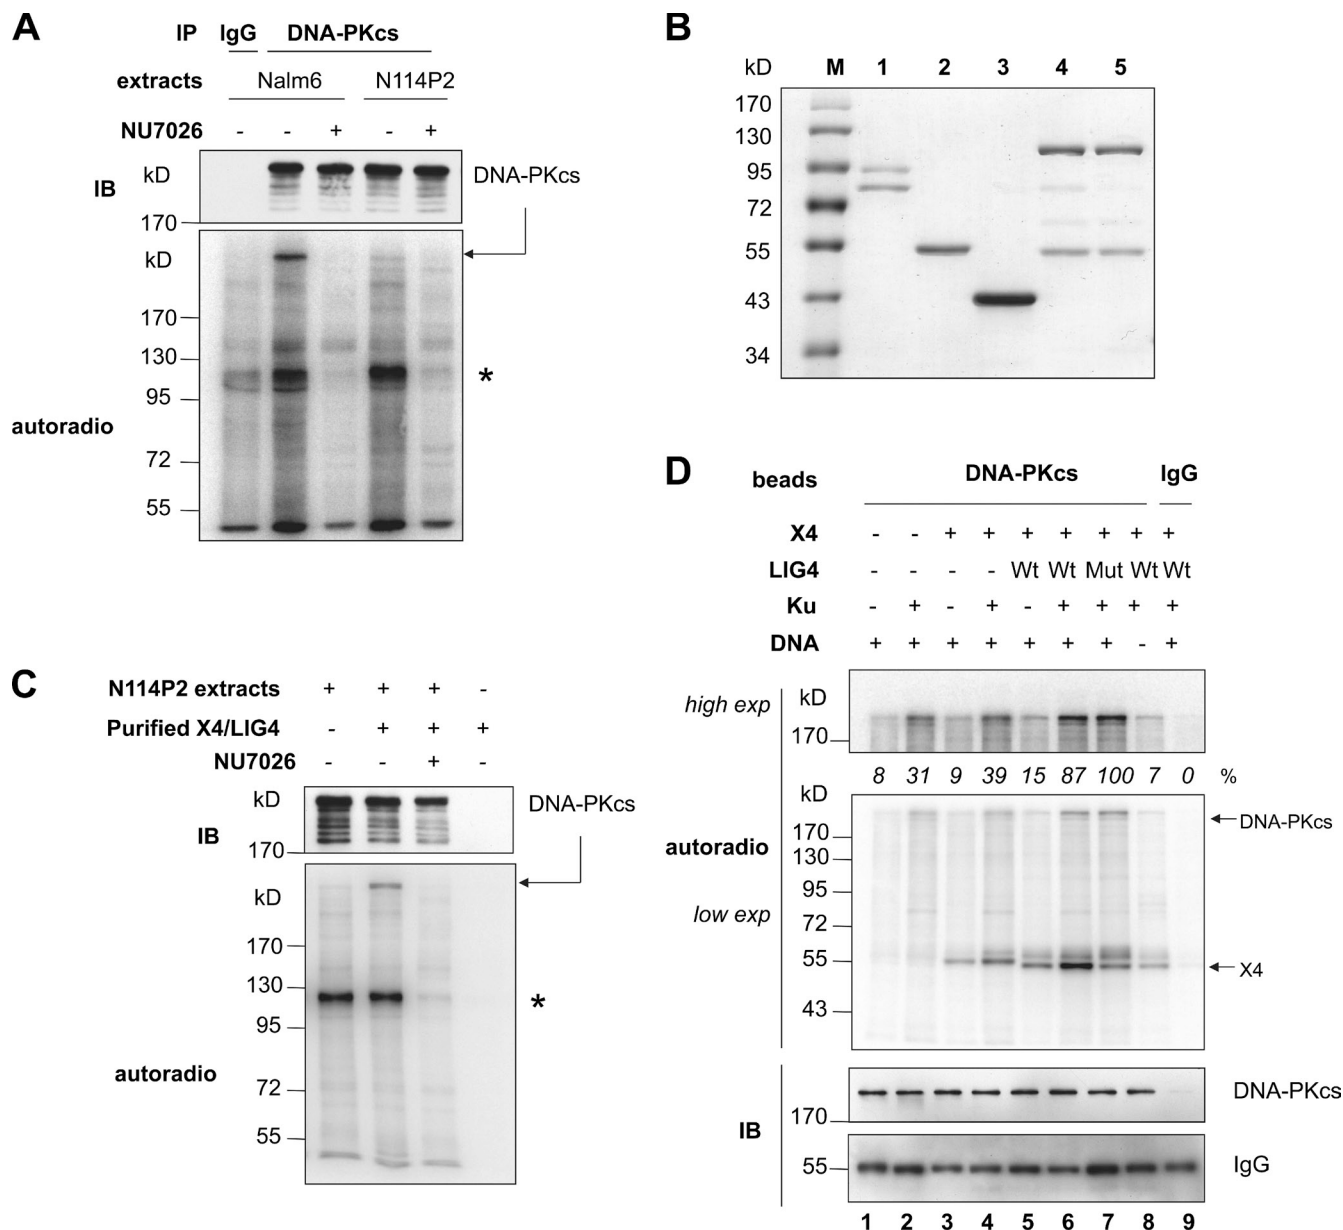 A
IP IgG DNA-PKcs
extracts Nalm6 N114P2
NU7026 - - + - +
IB kD DNA-PKcs
170
kD
170
130
*
95
autoradio
72
55
B
kD M 1 2 3 4 5
170
130
95
72
55
43
34
C
N114P2 extracts + + + -
Purified X4/LIG4 - + + +
NU7026 - - + -
kD DNA-PKcs
IB
170
kD
170
130
*
95
autoradio
72
55
D
beads DNA-PKcs IgG
X4 - - + + + + + + +
LIG4 - - - - Wt Wt Mut Wt Wt
Ku - + - + - + + + +
DNA + + + + + + + - +
high exp kD
170
8 31 9 39 15 87 100 7 0 %
kD
DNA-PKcs
170
autoradio 130
95
low exp
72
55
X4
43
DNA-PKcs
170
IB
55 IgG
1 2 3 4 5 6 7 8 9